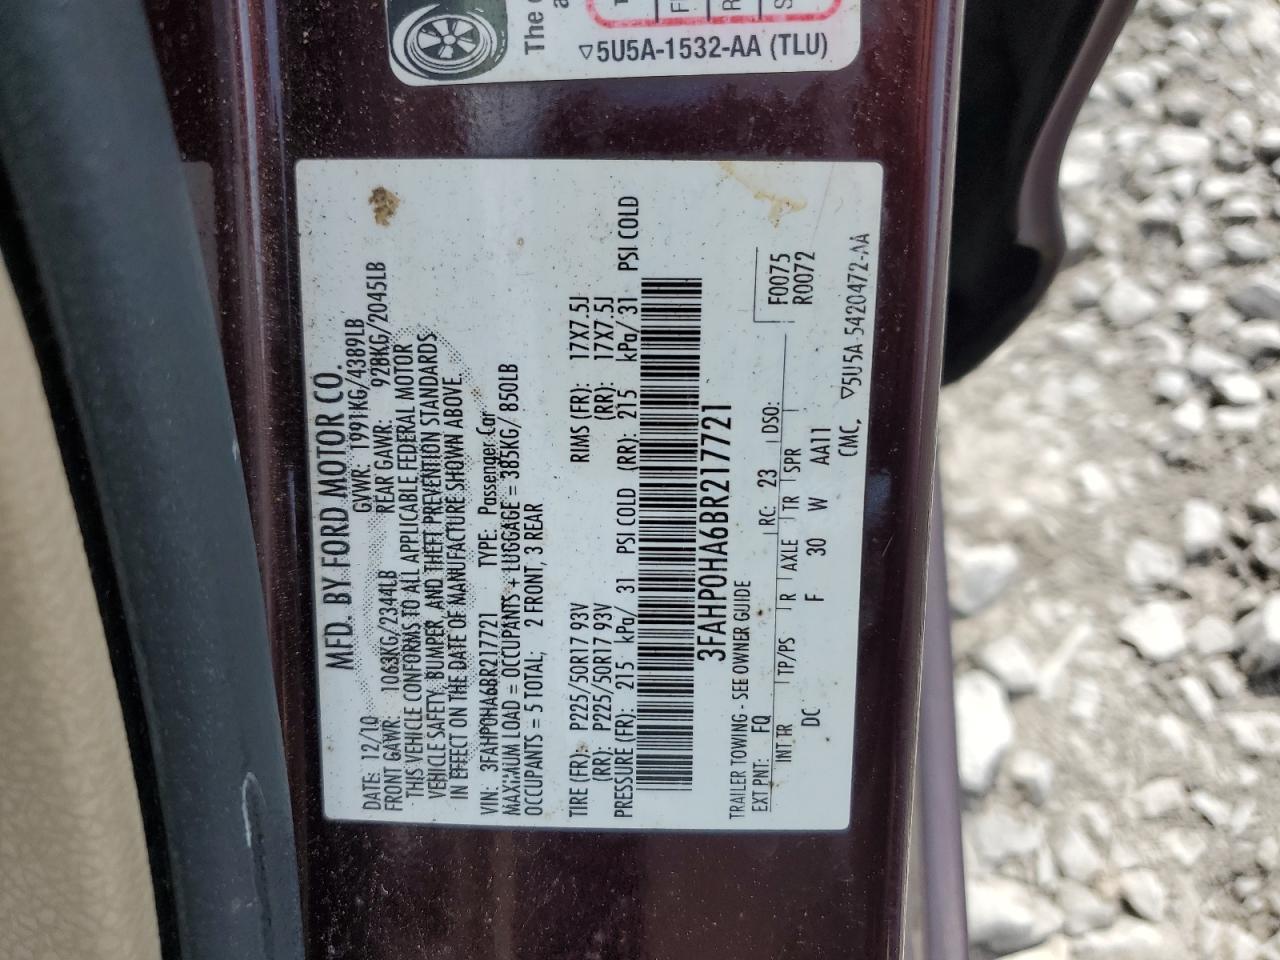 The
5U5A-1532-AA (TLU)
MFD. BY FORD MOTOR CO.
DATE: 12/10 GVWR: 1991KG/4389LB
FRONT GAWR: 1063KG/2344LB REAR GAWR: 928KG/2045LB
THIS VEHICLE CONFORMS TO ALL APPLICABLE FEDERAL MOTOR
VEHICLE SAFETY, BUMPER, AND THEFT PREVENTION STANDARDS
IN EFFECT ON THE DATE OF MANUFACTURE SHOWN ABOVE
VIN: 3FAHP0HA6BR217721 TYPE: Passenger Car
MAXIMUM LOAD = OCCUPANTS + LUGGAGE = 385KG/ 850LB
OCCUPANTS = 5 TOTAL; 2 FRONT, 3 REAR
TIRE (FR): P225/50R17 93V RIMS (FR): 17X7.5J
(RR): P225/50R17 93V (RR): 17X7.5J
PRESSURE (FR): 215 kPa/ 31 PSI COLD (RR): 215 kPa/ 31 PSI COLD
3FAHP0HA6BR217721
TRAILER TOWING - SEE OWNER GUIDE
EXT PNT: FQ RC: 23 DSO: F0075
R0072
INT TR TP/PS R AXLE TR SPR
DC F 30 W AA11
CMC. ▽5U5A-5420472-AA